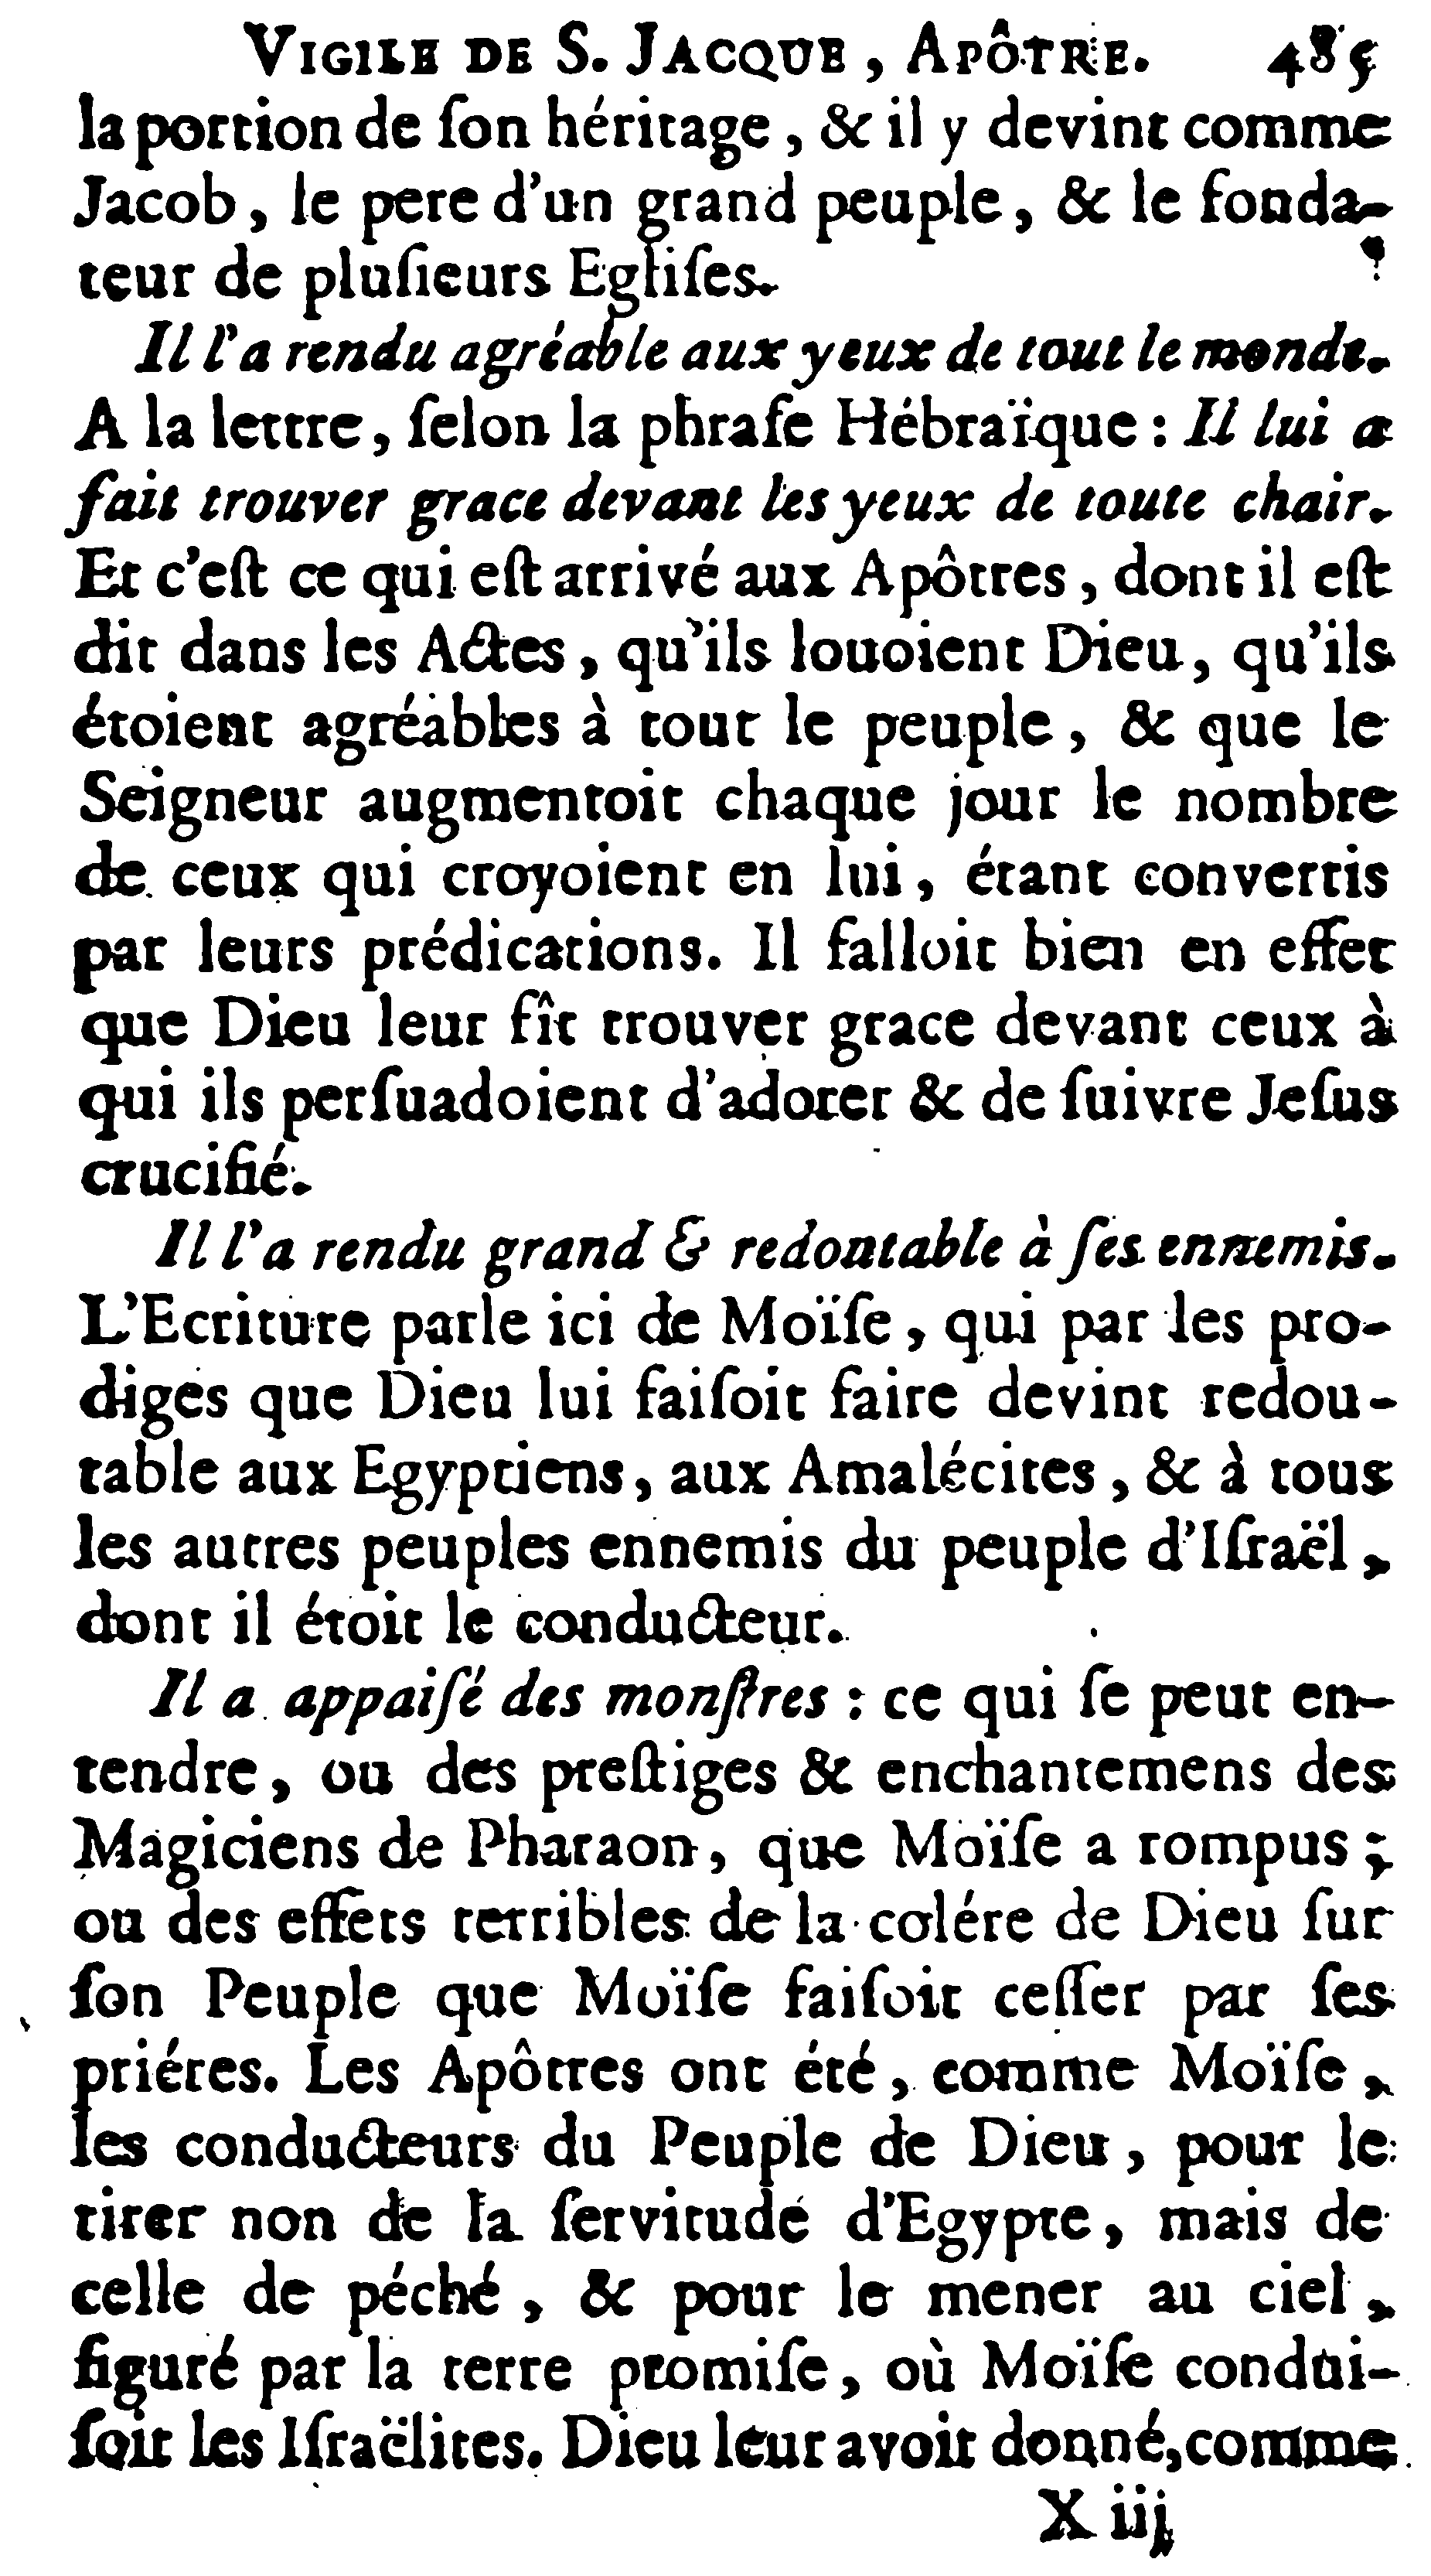 VIGILE DE S. JACQUE, APÔTRE. 485
la portion de ſon héritage, & il y devint comme
Jacob, le pere d'un grand peuple, & le fonda-
teur de pluſieurs Egliſes.
Il l'a rendu agréable aux yeux de tout le monde.
A la lettre, ſelon la phraſe Hébraïque : Il lui a
fait trouver grace devant les yeux de toute chair.
Et c'eſt ce qui eſt arrivé aux Apôtres, dont il eſt
dit dans les Actes, qu'ils louoient Dieu, qu'ils
étoient agréables à tout le peuple, & que le
Seigneur augmentoit chaque jour le nombre
de ceux qui croyoient en lui, étant convertis
par leurs prédications. Il falloit bien en effet
que Dieu leur fît trouver grace devant ceux à
qui ils perſuadoient d'adorer & de ſuivre Jeſus
crucifié.
Il l'a rendu grand & redoutable à ſes ennemis.
L'Ecriture parle ici de Moïſe, qui par les pro-
diges que Dieu lui faiſoit faire devint redou-
table aux Egyptiens, aux Amalécites, & à tous
les autres peuples ennemis du peuple d'Iſraël,
dont il étoit le conducteur.
Il a appaiſé des monſtres : ce qui ſe peut en-
tendre, ou des preſtiges & enchantemens des
Magiciens de Pharaon, que Moïſe a rompus ;
ou des effets terribles de la colére de Dieu ſur
ſon Peuple que Moïſe faiſoit ceſſer par ſes
priéres. Les Apôtres ont été, comme Moïſe,
les conducteurs du Peuple de Dieu, pour le
tirer non de la ſervitude d'Egypte, mais de
celle de péché, & pour le mener au ciel,
figuré par la terre promiſe, où Moïſe condui-
ſoit les Iſraëlites. Dieu leur avoit donné, comme
X iij